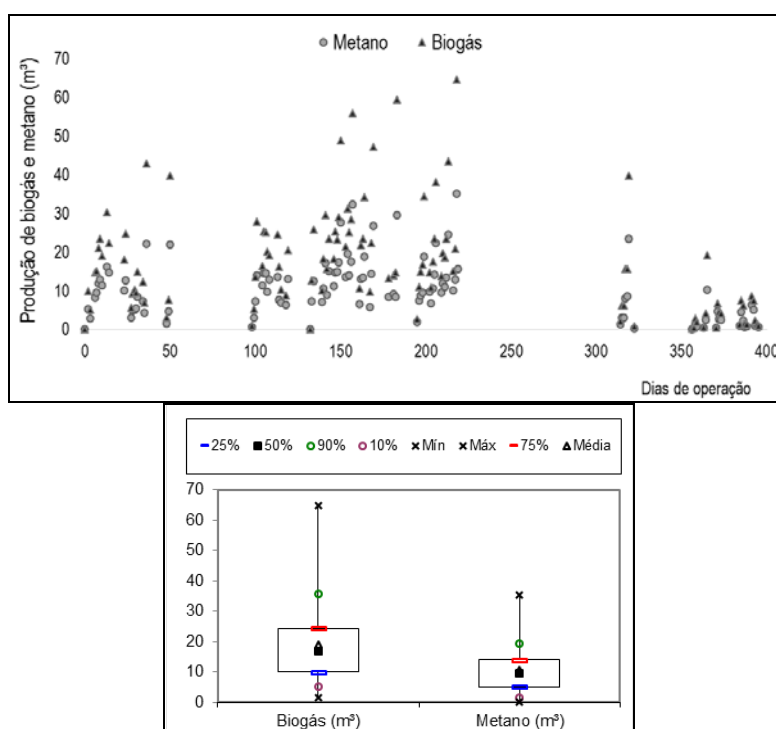 Metano Biogás
Produção de biogás e metano (m³)
70
60
50
40
30
20
10
0
0 50 100 150 200 250 300 350 400
Dias de operação
25% 50% 90% 10% Mín Máx 75% Média
70
60
50
40
30
20
10
0
Biogás (m³) Metano (m³)